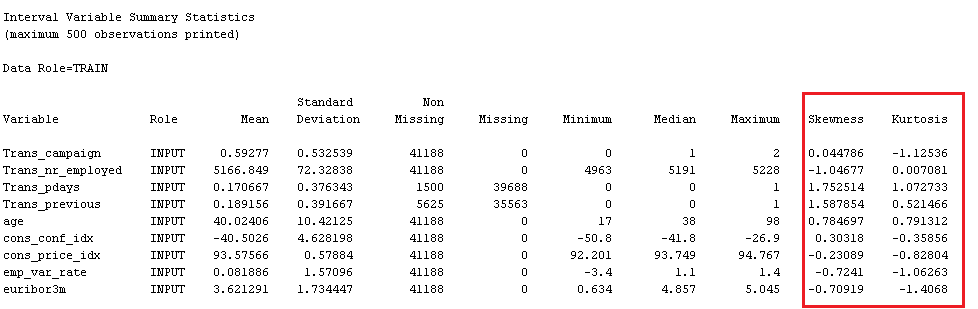 Interval Variable Summary Statistics
(maximum 500 observations printed)
Data Role=TRAIN
Standard Non
Variable Role Mean Deviation Missing Missing Minimum Median Maximum Skewness Kurtosis
Trans_campaign INPUT 0.59277 0.532539 41188 0 0 1 2 0.044786 -1.12536
Trans_nr_employed INPUT 5166.849 72.32838 41188 0 4963 5191 5228 -1.04677 0.007081
Trans_pdays INPUT 0.170667 0.376343 1500 39688 0 0 1 1.752514 1.072733
Trans_previous INPUT 0.189156 0.391667 5625 35563 0 0 1 1.587854 0.521466
age INPUT 40.02406 10.42125 41188 0 17 38 98 0.784697 0.791312
cons_conf_idx INPUT -40.5026 4.628198 41188 0 -50.8 -41.8 -26.9 0.30318 -0.35856
cons_price_idx INPUT 93.57566 0.57884 41188 0 92.201 93.749 94.767 -0.23089 -0.82804
emp_var_rate INPUT 0.081886 1.57096 41188 0 -3.4 1.1 1.4 -0.7241 -1.06263
euribor3m INPUT 3.621291 1.734447 41188 0 0.634 4.857 5.045 -0.70919 -1.4068